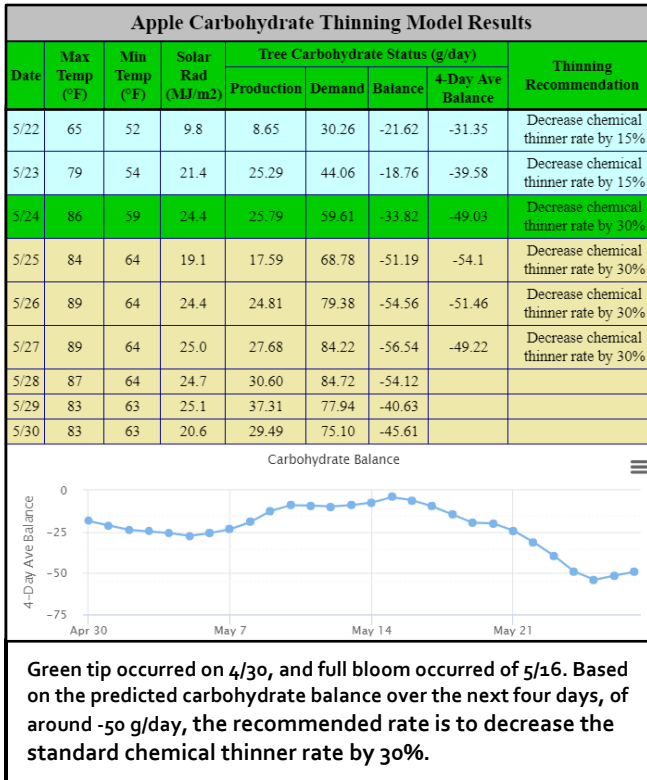 Apple Carbohydrate Thinning Model Results
Date Max Temp (°F) Min Temp (°F) Solar Rad (MJ/m2) Tree Carbohydrate Status (g/day) Thinning Recommendation
Production Demand Balance 4-Day Ave Balance
5/22 65 52 9.8 8.65 30.26 -21.62 -31.35 Decrease chemical thinner rate by 15%
5/23 79 54 21.4 25.29 44.06 -18.76 -39.58 Decrease chemical thinner rate by 15%
5/24 86 59 24.4 25.79 59.61 -33.82 -49.03 Decrease chemical thinner rate by 30%
5/25 84 64 19.1 17.59 68.78 -51.19 -54.1 Decrease chemical thinner rate by 30%
5/26 89 64 24.4 24.81 79.38 -54.56 -51.46 Decrease chemical thinner rate by 30%
5/27 89 64 25.0 27.68 84.22 -56.54 -49.22 Decrease chemical thinner rate by 30%
5/28 87 64 24.7 30.60 84.72 -54.12
5/29 83 63 25.1 37.31 77.94 -40.63
5/30 83 63 20.6 29.49 75.10 -45.61
Carbohydrate Balance
4-Day Ave Balance
0
−25
−50
−75
Apr 30 May 7 May 14 May 21
Green tip occurred on 4/30, and full bloom occurred of 5/16. Based
on the predicted carbohydrate balance over the next four days, of
around -50 g/day, the recommended rate is to decrease the
standard chemical thinner rate by 30%.